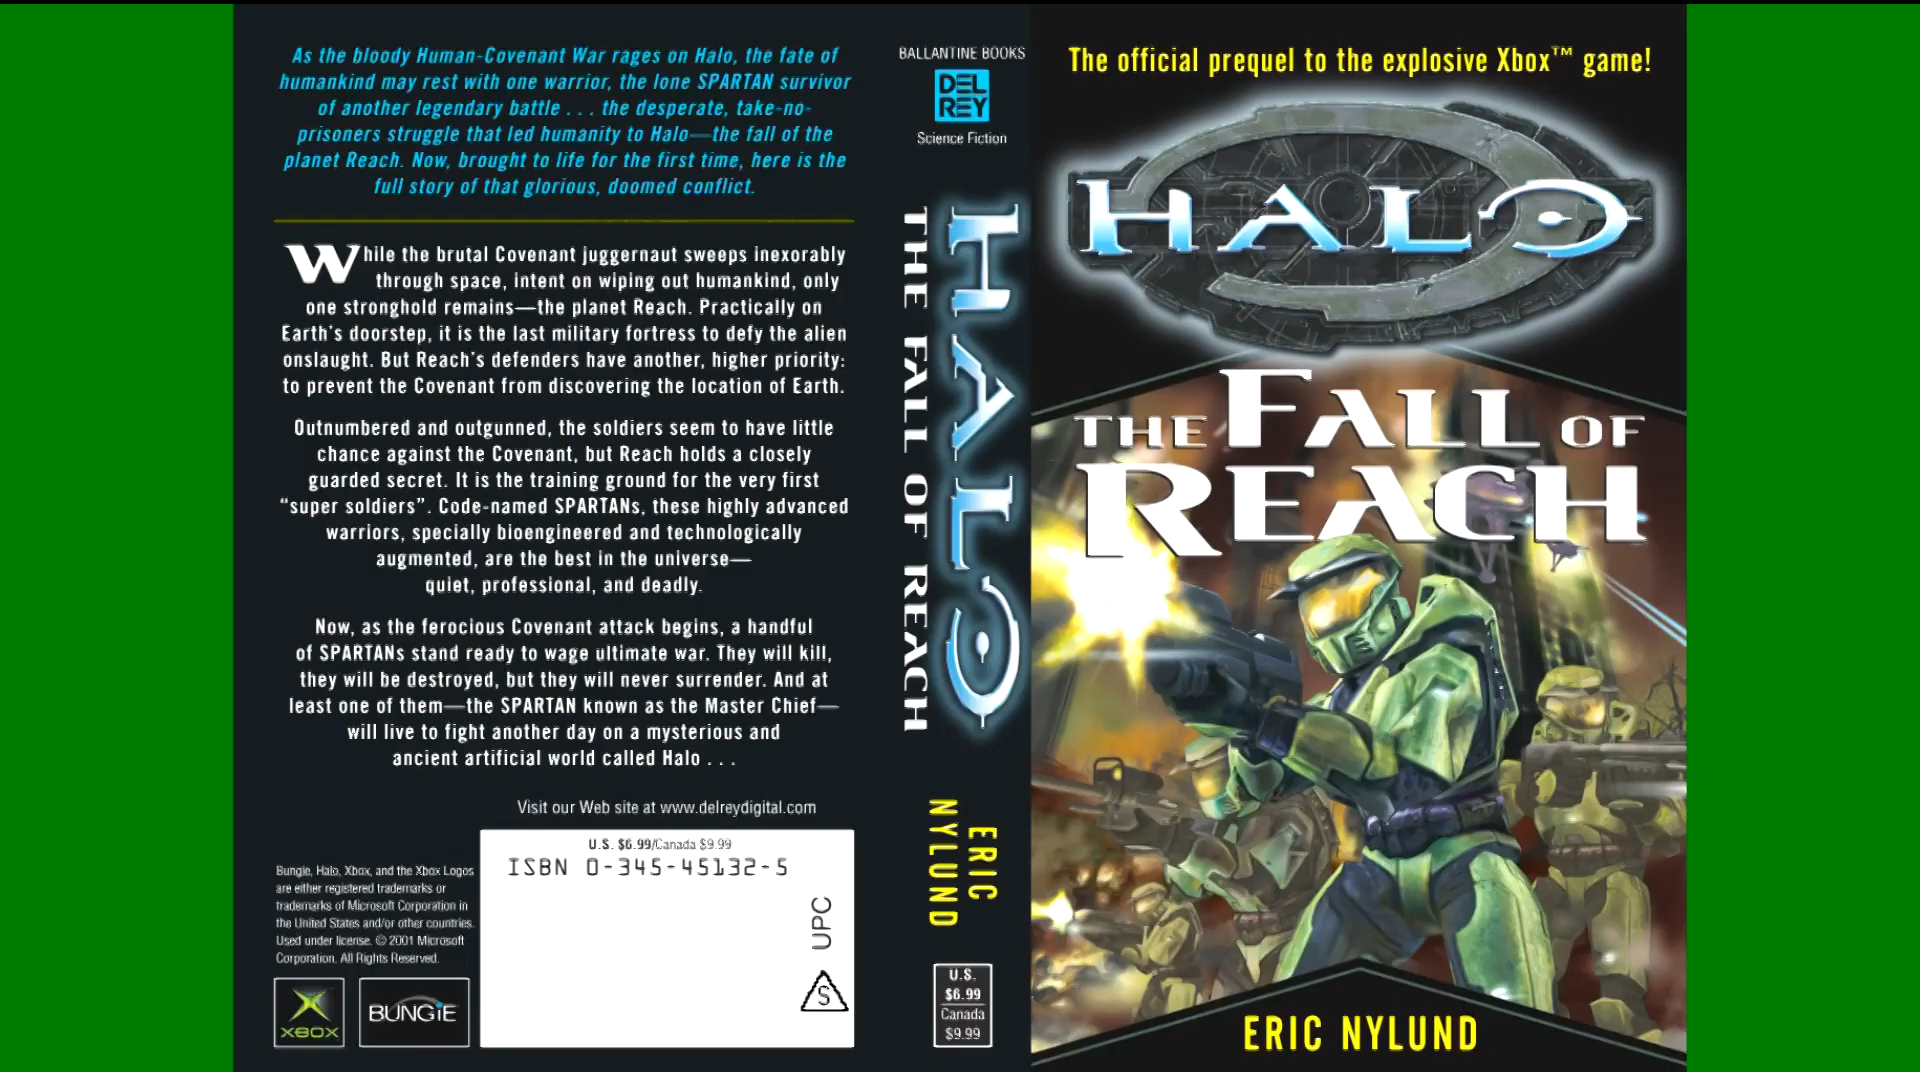 As the bloody Human-Covenant War rages on Halo, the fate of
humankind may rest with one warrior, the lone SPARTAN survivor
of another legendary battle . . . the desperate, take-no-
prisoners struggle that led humanity to Halo—the fall of the
planet Reach. Now, brought to life for the first time, here is the
full story of that glorious, doomed conflict.
While the brutal Covenant juggernaut sweeps inexorably
through space, intent on wiping out humankind, only
one stronghold remains—the planet Reach. Practically on
Earth's doorstep, it is the last military fortress to defy the alien
onslaught. But Reach's defenders have another, higher priority:
to prevent the Covenant from discovering the location of Earth.
Outnumbered and outgunned, the soldiers seem to have little
chance against the Covenant, but Reach holds a closely
guarded secret. It is the training ground for the very first
“super soldiers”. Code-named SPARTANs, these highly advanced
warriors, specially bioengineered and technologically
augmented, are the best in the universe—
quiet, professional, and deadly.
Now, as the ferocious Covenant attack begins, a handful
of SPARTANs stand ready to wage ultimate war. They will kill,
they will be destroyed, but they will never surrender. And at
least one of them—the SPARTAN known as the Master Chief—
will live to fight another day on a mysterious and
ancient artificial world called Halo . . .
Visit our Web site at www.delreydigital.com
Bungie, Halo, Xbox, and the Xbox Logos
are either registered trademarks or
trademarks of Microsoft Corporation in
the United States and/or other countries.
Used under license. © 2001 Microsoft
Corporation. All Rights Reserved.
XBOX
BUNGiE
U.S. $6.99/Canada $9.99
ISBN 0-345-45132-5
UPC
S
BALLANTINE BOOKS
DEL
REY
Science Fiction
HALO
THE FALL OF REACH
ERIC
NYLUND
U.S.
$6.99
Canada
$9.99
The official prequel to the explosive Xbox™ game!
HALO
THE FALL OF
REACH
ERIC NYLUND